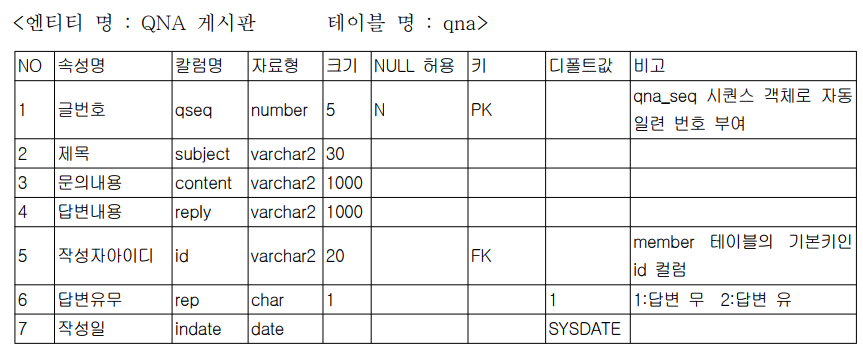 <엔티티 명 : QNA 게시판 테이블 명 : qna>
NO 속성명 칼럼명 자료형 크기 NULL 허용 키 디폴트값 비고
1 글번호 qseq number 5 N PK qna_seq 시퀀스 객체로 자동
일련 번호 부여
2 제목 subject varchar2 30
3 문의내용 content varchar2 1000
4 답변내용 reply varchar2 1000
5 작성자아이디 id varchar2 20 FK member 테이블의 기본키인
id 컬럼
6 답변유무 rep char 1 1 1:답변 무 2:답변 유
7 작성일 indate date SYSDATE